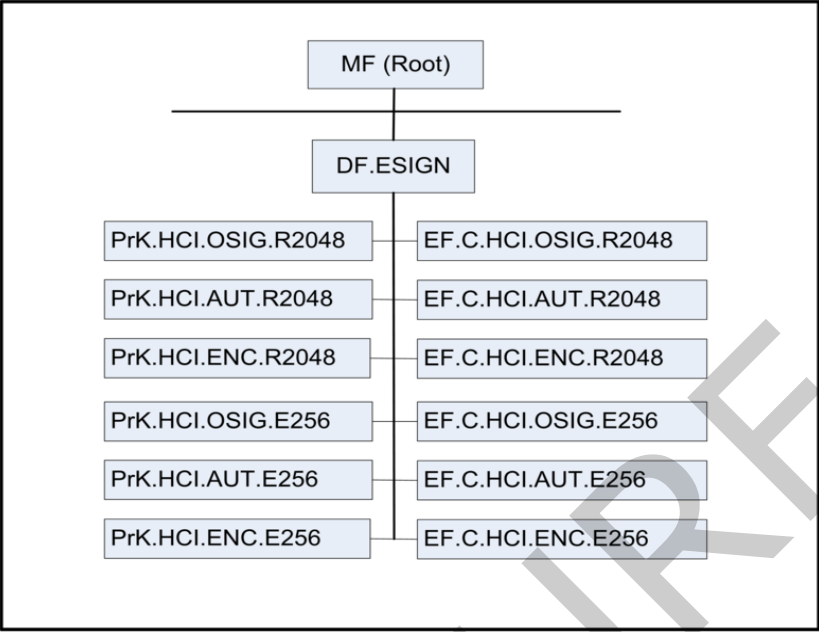 MF (Root)
DF.ESIGN
PrK.HCI.OSIG.R2048 EF.C.HCI.OSIG.R2048
PrK.HCI.AUT.R2048 EF.C.HCI.AUT.R2048
PrK.HCI.ENC.R2048 EF.C.HCI.ENC.R2048
PrK.HCI.OSIG.E256 EF.C.HCI.OSIG.E256
PrK.HCI.AUT.E256 EF.C.HCI.AUT.E256
PrK.HCI.ENC.E256 EF.C.HCI.ENC.E256